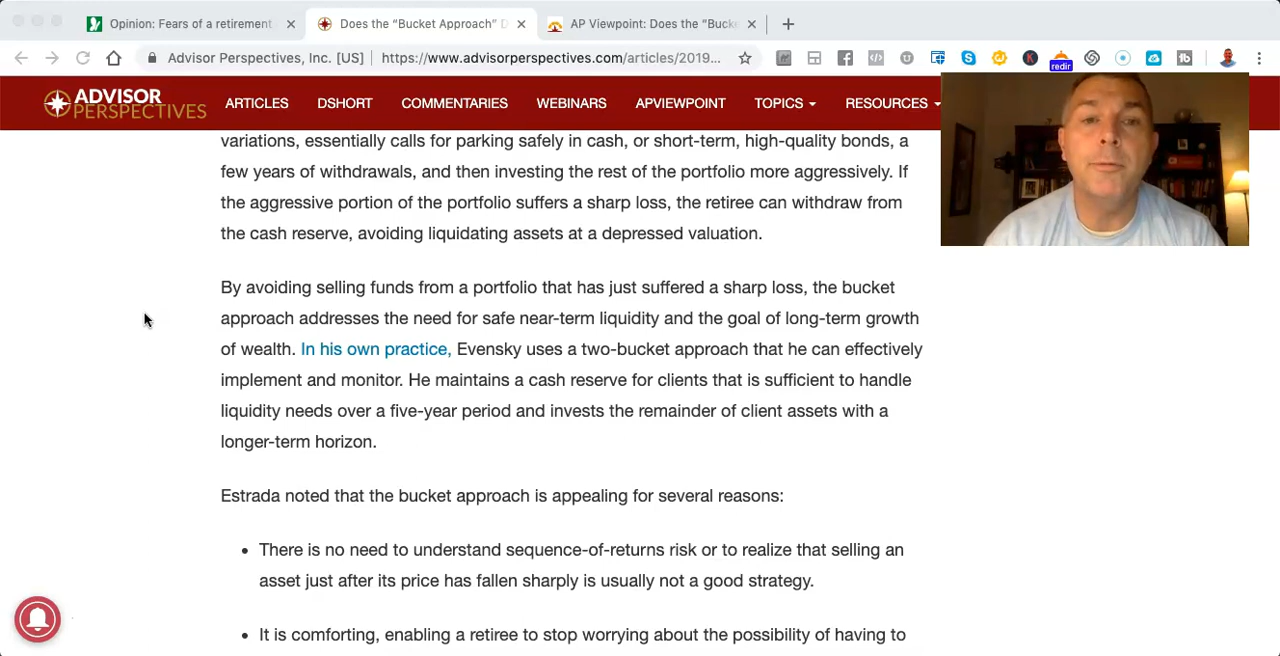 Opinion: Fears of a retirement
Does the “Bucket Approach” D
AP Viewpoint: Does the “Bucke
Advisor Perspectives Inc. [US]
https://www.advisorperspectives.com/articles/2019...
redir
ADVISOR
PERSPECTIVES
ARTICLES
DSHORT
COMMENTARIES
WEBINARS
APVIEWPOINT
TOPICS
RESOURCES
variations, essentially calls for parking safely in cash, or short-term, high-quality bonds, a
few years of withdrawals, and then investing the rest of the portfolio more aggressively. If
the aggressive portion of the portfolio suffers a sharp loss, the retiree can withdraw from
the cash reserve, avoiding liquidating assets at a depressed valuation.
By avoiding selling funds from a portfolio that has just suffered a sharp loss, the bucket
approach addresses the need for safe near-term liquidity and the goal of long-term growth
of wealth. In his own practice, Evensky uses a two-bucket approach that he can effectively
implement and monitor. He maintains a cash reserve for clients that is sufficient to handle
liquidity needs over a five-year period and invests the remainder of client assets with a
longer-term horizon.
Estrada noted that the bucket approach is appealing for several reasons:
• There is no need to understand sequence-of-returns risk or to realize that selling an
asset just after its price has fallen sharply is usually not a good strategy.
• It is comforting, enabling a retiree to stop worrying about the possibility of having to